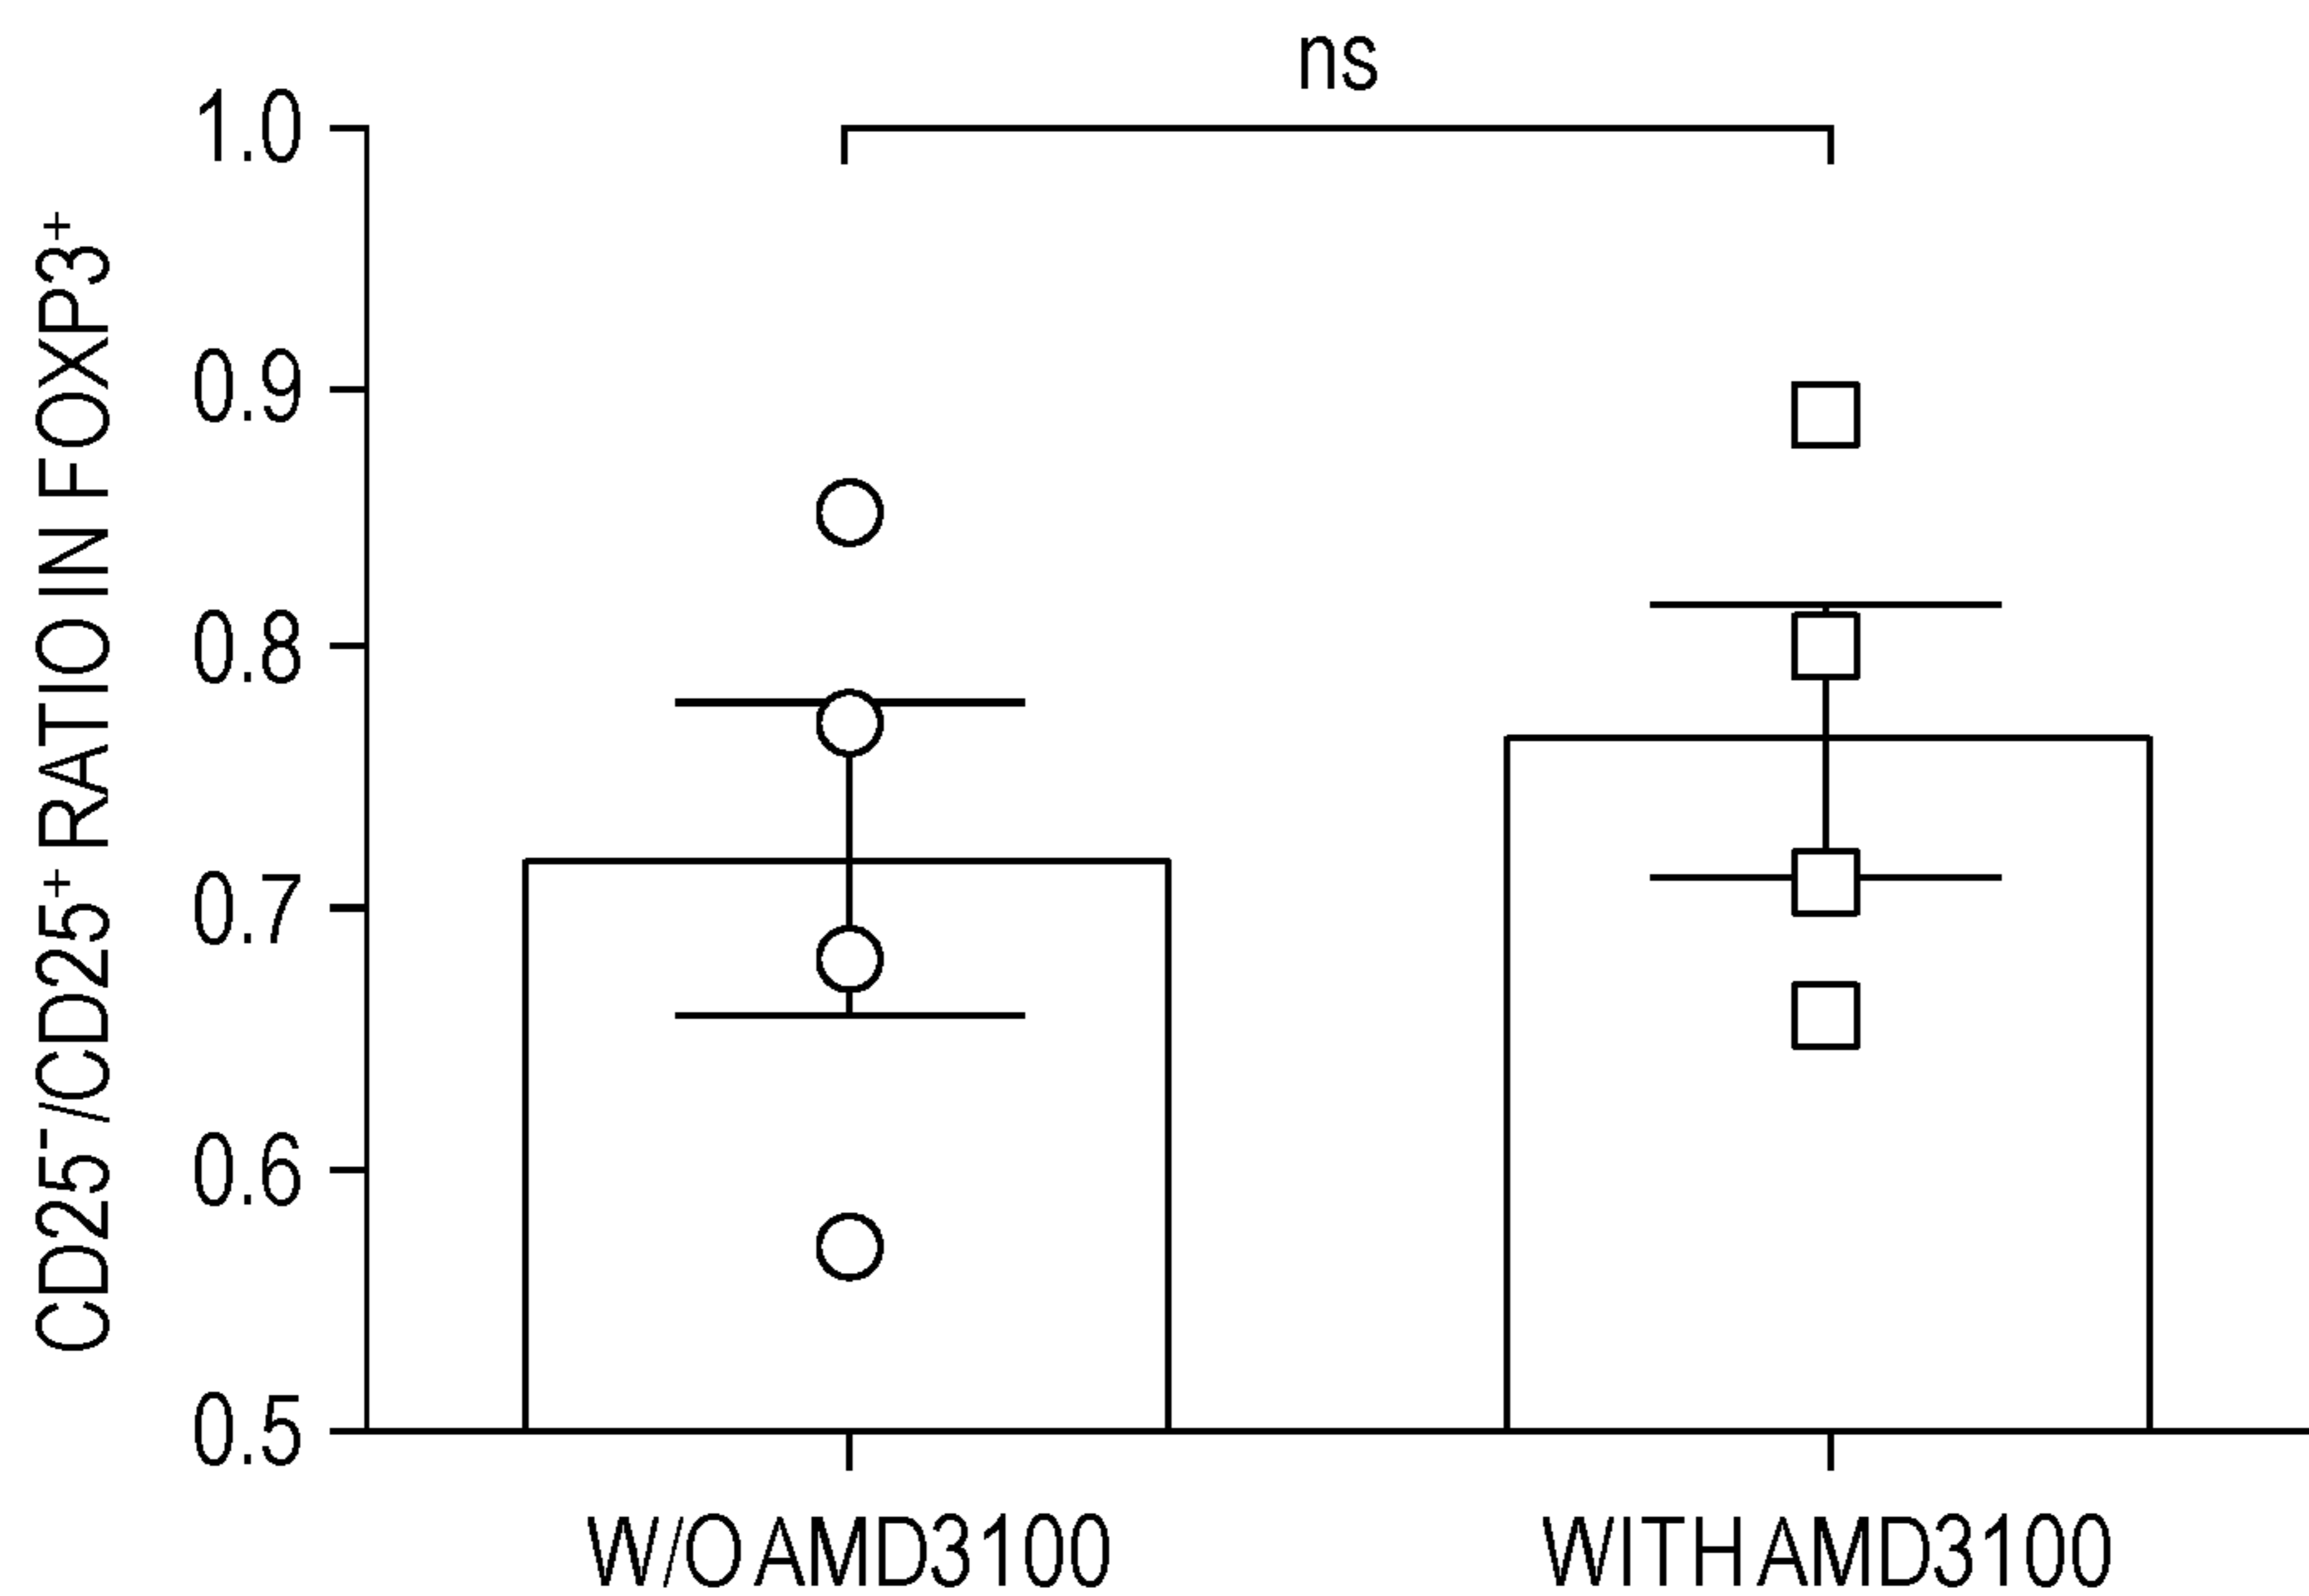 ns
1.0
0.9
0.8
0.7
0.6
0.5
CD25⁻/CD25⁺ RATIO IN FOXP3⁺
W/O AMD3100
WITH AMD3100